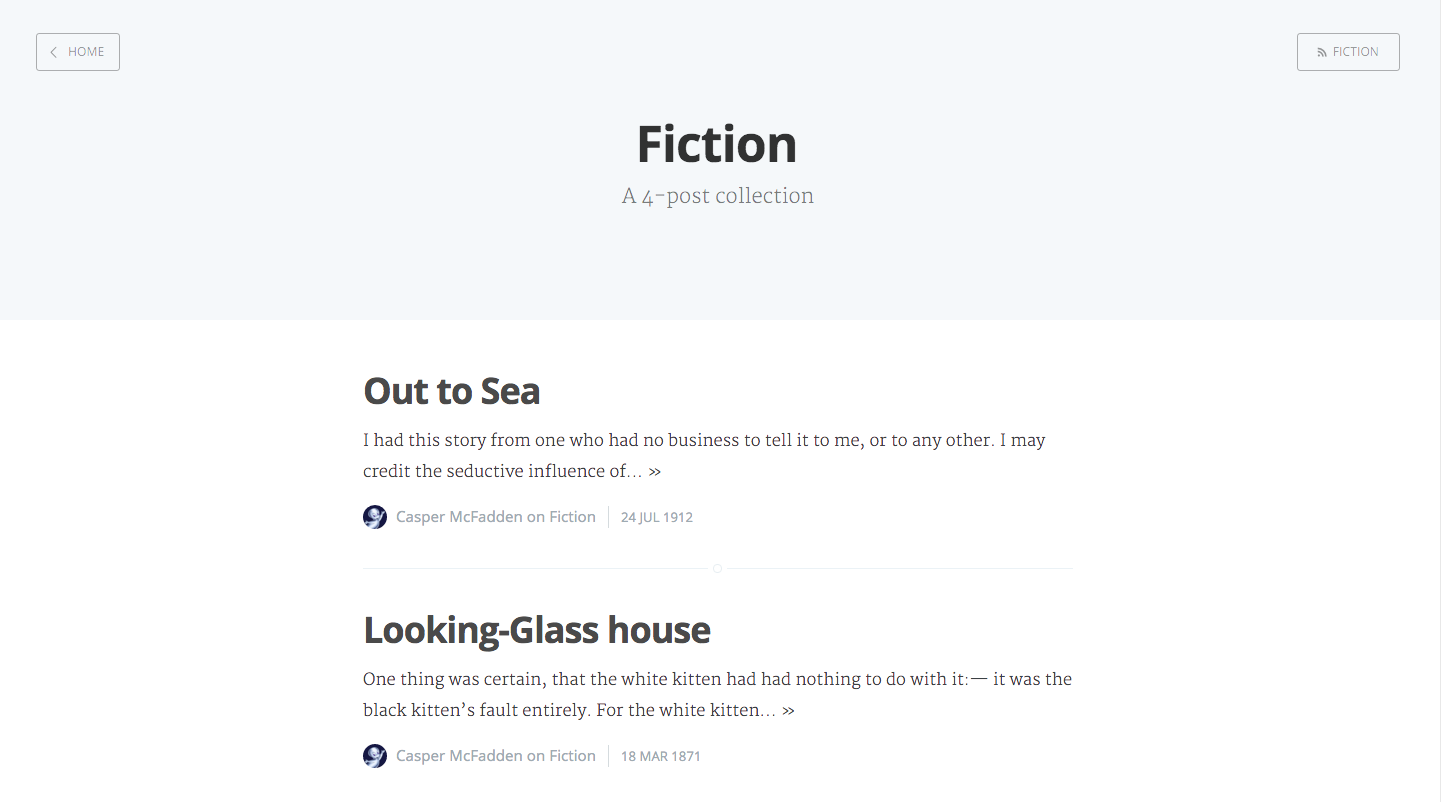 HOME
FICTION
Fiction
A 4-post collection
Out to Sea
I had this story from one who had no business to tell it to me, or to any other. I may
credit the seductive influence of… »
Casper McFadden on Fiction
24 JUL 1912
Looking-Glass house
One thing was certain, that the white kitten had had nothing to do with it:— it was the
black kitten’s fault entirely. For the white kitten… »
Casper McFadden on Fiction
18 MAR 1871